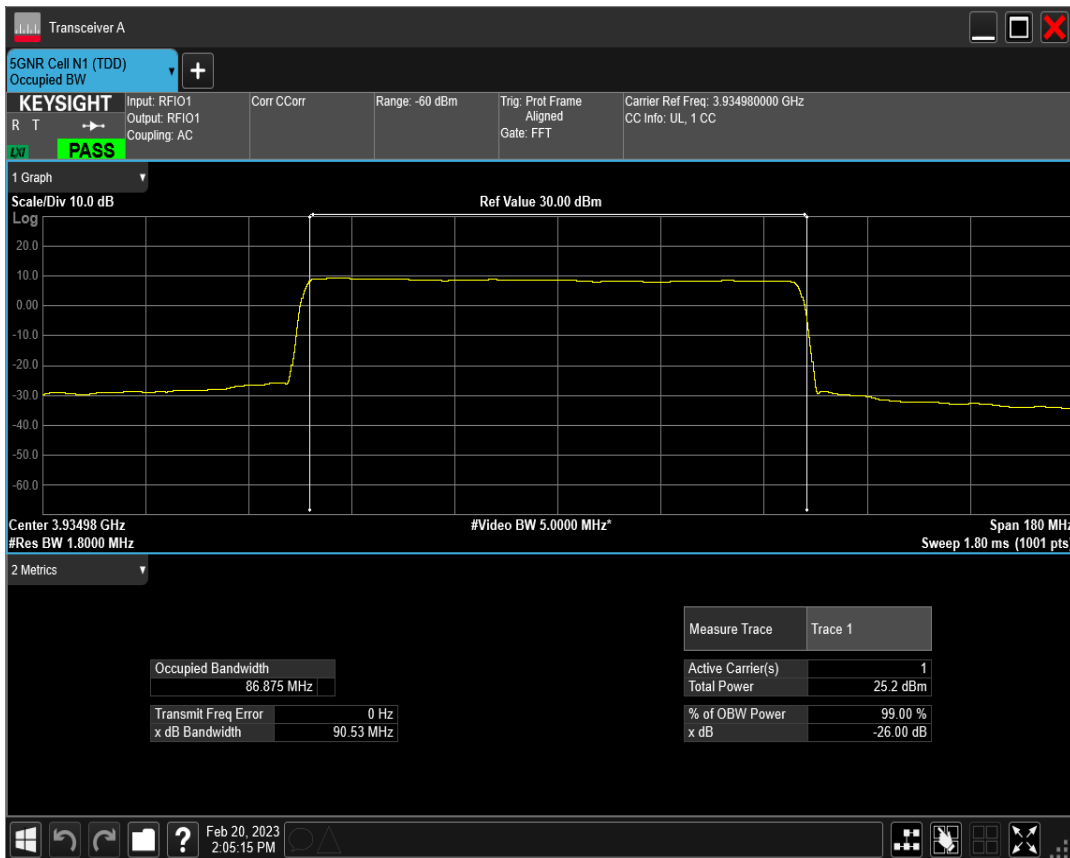 Transceiver A
5GNR Cell N1 (TDD)
Occupied BW
+
KEYSIGHT
R T
LXI
PASS
Input: RFIO1
Output: RFIO1
Coupling: AC
Corr CCorr
Range: -60 dBm
Trig: Prot Frame
Aligned
Gate: FFT
Carrier Ref Freq: 3.934980000 GHz
CC Info: UL, 1 CC
1 Graph
Scale/Div 10.0 dB
Ref Value 30.00 dBm
Log
20.0
10.0
0.00
-10.0
-20.0
-30.0
-40.0
-50.0
-60.0
Center 3.93498 GHz
#Video BW 5.0000 MHz*
Span 180 MHz
#Res BW 1.8000 MHz
Sweep 1.80 ms (1001 pts)
2 Metrics
Measure Trace Trace 1
Occupied Bandwidth
86.875 MHz
Active Carrier(s) 1
Total Power 25.2 dBm
Transmit Freq Error 0 Hz
x dB Bandwidth 90.53 MHz
% of OBW Power 99.00 %
x dB -26.00 dB
?
Feb 20, 2023
2:05:15 PM